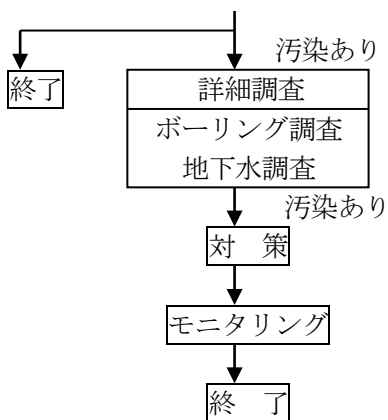 汚染あり
終了
詳細調査
ボーリング調査
地下水調査
汚染あり
対　策
モニタリング
終　了